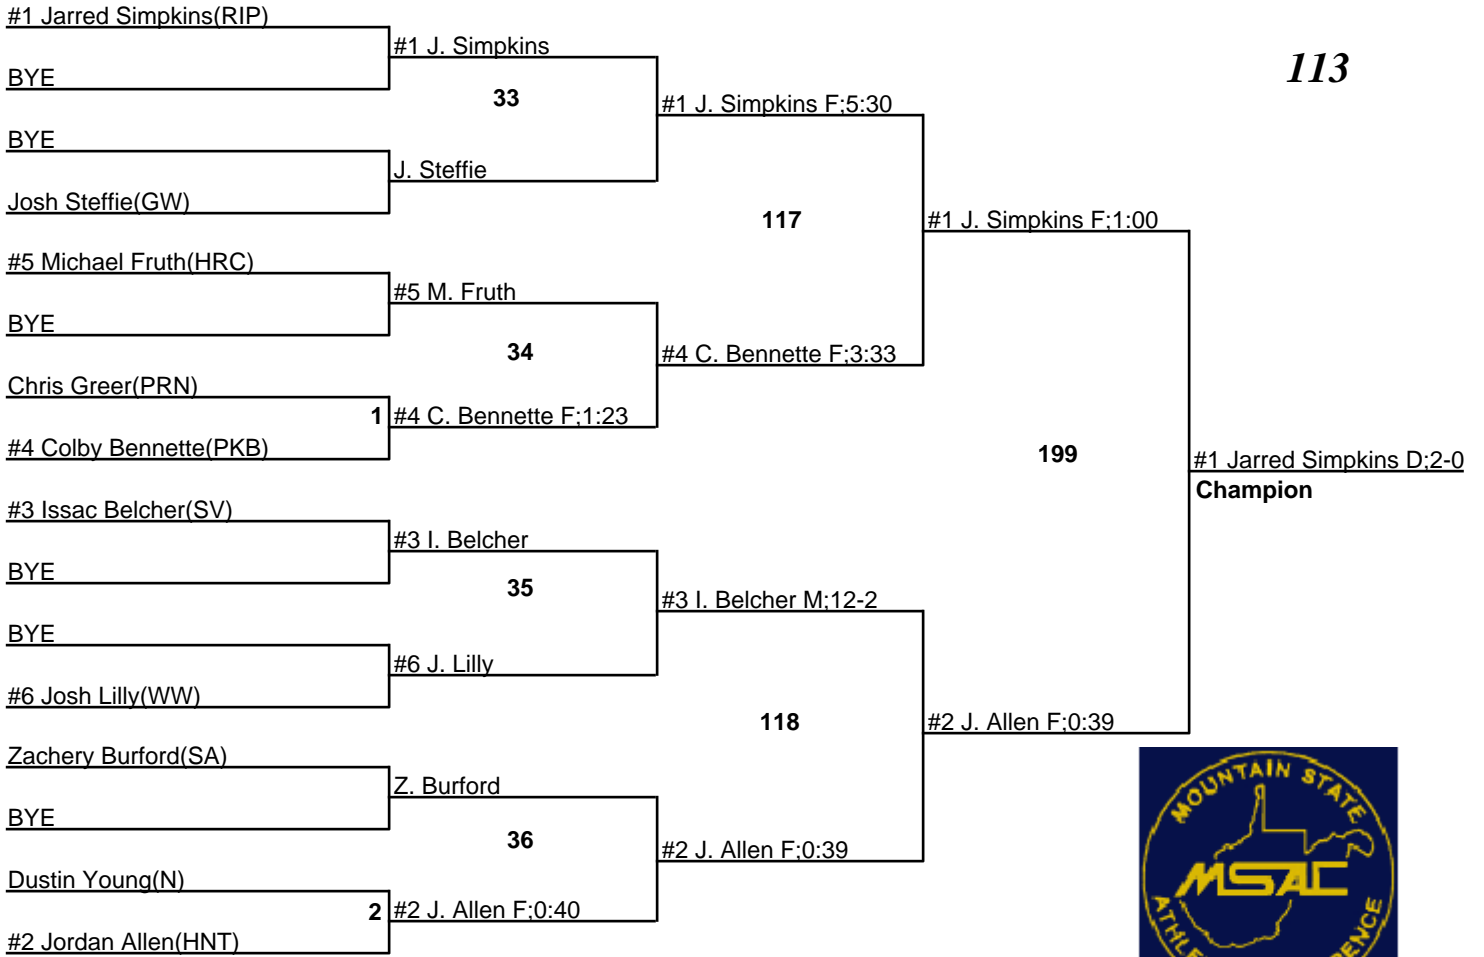 #1 Jarred Simpkins(RIP)
#1 J. Simpkins
113
BYE
33
#1 J. Simpkins F;5:30
BYE
J. Steffie
Josh Steffie(GW)
117
#1 J. Simpkins F;1:00
#5 Michael Fruth(HRC)
#5 M. Fruth
BYE
34
#4 C. Bennette F;3:33
Chris Greer(PRN)
1
#4 C. Bennette F;1:23
#4 Colby Bennette(PKB)
199
#1 Jarred Simpkins D;2-0
Champion
#3 Issac Belcher(SV)
#3 I. Belcher
BYE
35
#3 I. Belcher M;12-2
BYE
#6 J. Lilly
#6 Josh Lilly(WW)
118
#2 J. Allen F;0:39
Zachery Burford(SA)
Z. Burford
BYE
36
#2 J. Allen F;0:39
Dustin Young(N)
2
#2 J. Allen F;0:40
#2 Jordan Allen(HNT)
MOUNTAIN STATE
MSAC